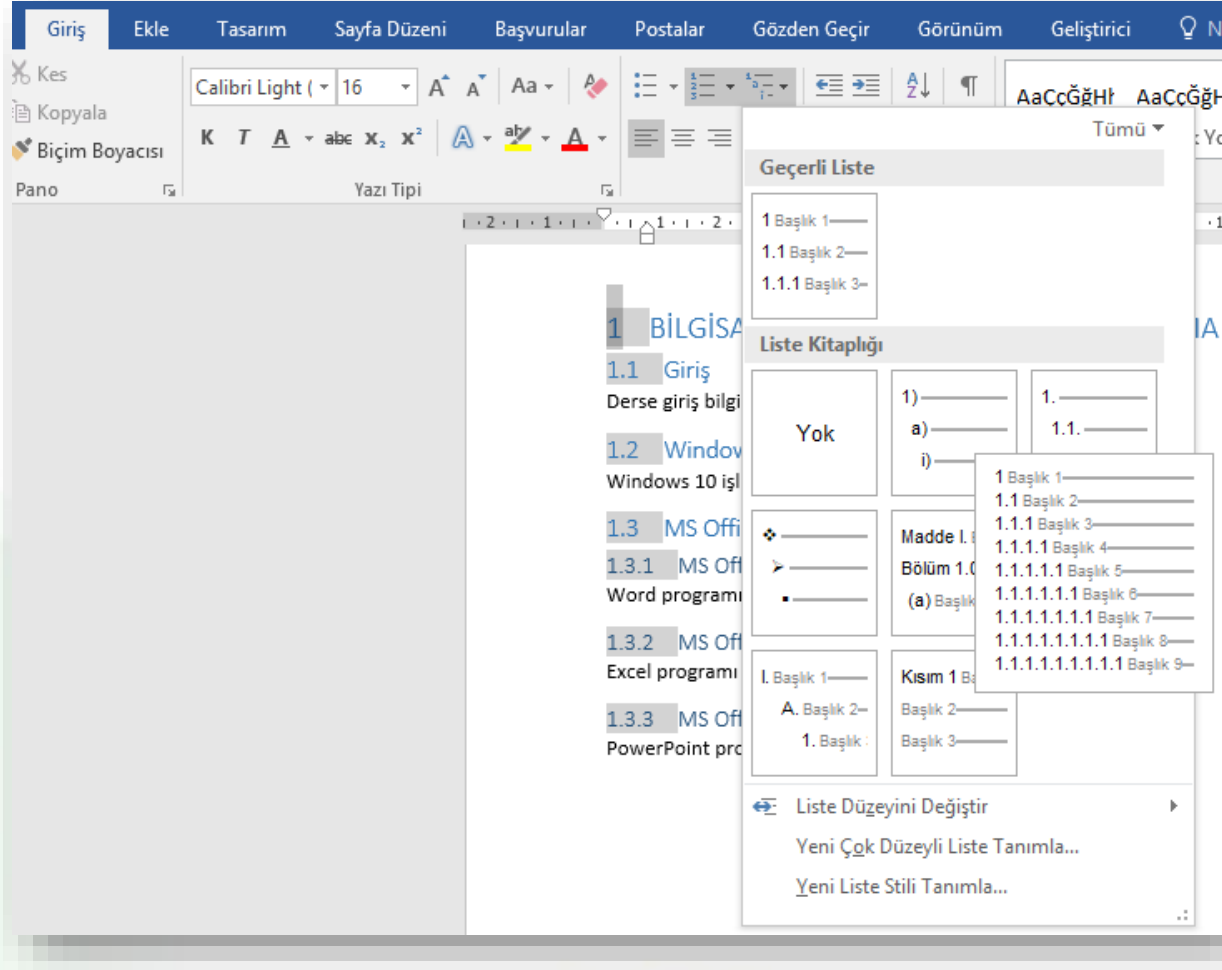 Giriş Ekle Tasarım Sayfa Düzeni Başvurular Postalar Gözden Geçir Görünüm Geliştirici
Kes
Kopyala
Biçim Boyacısı
Pano
Calibri Light ( 16
Aa
K T A abc x₂ x²
Yazı Tipi
AaÇçĞğHł AaÇçĞğH
Tümü
Geçerli Liste
1 Başlık 1
1.1 Başlık 2
1.1.1 Başlık 3
Liste Kitaplığı
Yok
1)
a)
i)
1.
1.1.
Madde I.
Bölüm 1.0
(a) Başlık
I. Başlık 1
A. Başlık 2
1. Başlık
Kısım 1
Başlık 2
Başlık 3
1 Başlık 1
1.1 Başlık 2
1.1.1 Başlık 3
1.1.1.1 Başlık 4
1.1.1.1.1 Başlık 5
1.1.1.1.1.1 Başlık 6
1.1.1.1.1.1.1 Başlık 7
1.1.1.1.1.1.1.1 Başlık 8
1.1.1.1.1.1.1.1.1 Başlık 9
Liste Düzeyini Değiştir
Yeni Çok Düzeyli Liste Tanımla...
Yeni Liste Stili Tanımla...
1 BİLGİSA
1.1 Giriş
Derse giriş bilgi
1.2 Window
Windows 10 işl
1.3 MS Offi
1.3.1 MS Off
Word programı
1.3.2 MS Off
Excel programı
1.3.3 MS Off
PowerPoint pro